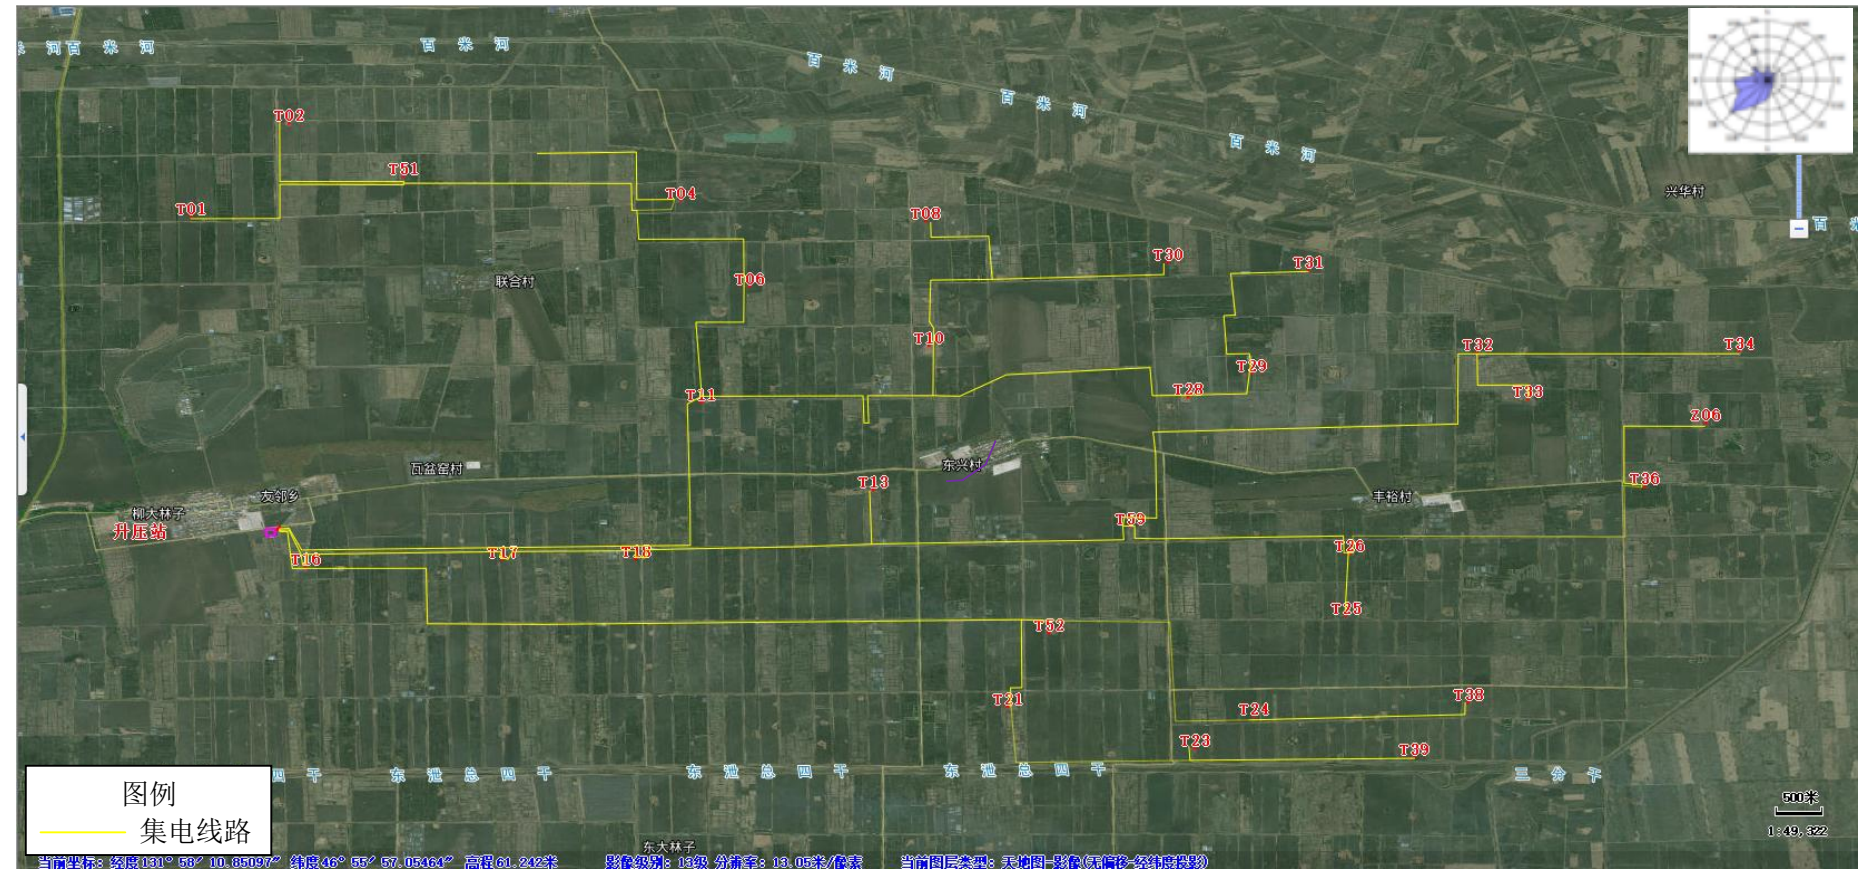 河百米河
百米河
百米河
百米河
百米河
百
兴华村
T02
T51
T01
T04
T08
T30
T31
联合村
T06
T10
T32
T34
T29
T28
T33
T11
Z06
瓦盆窑村
东兴村
T36
T13
丰裕村
友邻乡
柳大林子
升压站
T59
T16
T17
T18
T26
T25
T52
T21
T24
T38
T23
T39
四干
东泄总四干
东泄总四干
东泄总四干
三分干
图例
集电线路
500米
1:49,322
东大林子
当前坐标: 经度131° 58′ 10.85097″ 纬度46° 55′ 57.05464″ 高程61.242米 影像级别: 13级 分辨率: 13.05米/像素 当前图层类型: 天地图-影像(无偏移-经纬度投影)